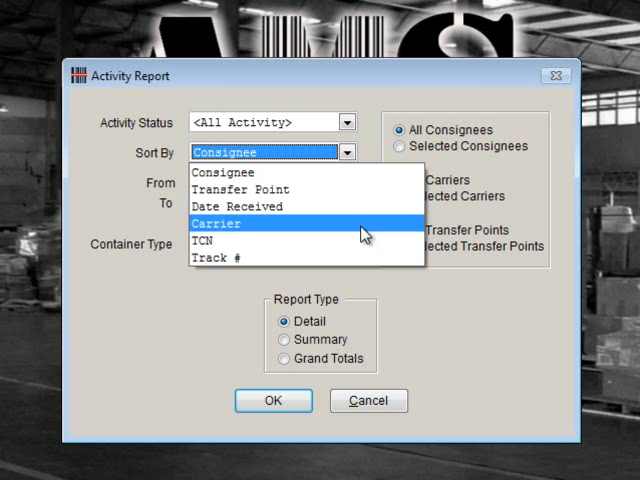 AMS
Activity Report
Activity Status
<All Activity>
Sort By
Consignee
Consignee
Transfer Point
Date Received
Carrier
TCN
Track #
From
To
Container Type
All Consignees
Selected Consignees
Carriers
lected Carriers
Transfer Points
lected Transfer Points
Report Type
Detail
Summary
Grand Totals
OK
Cancel